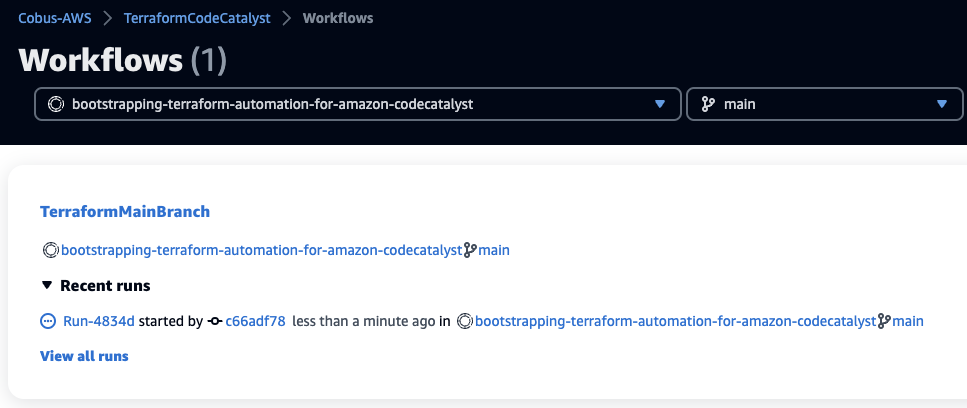 Cobus-AWS > TerraformCodeCatalyst > Workflows
Workflows (1)
bootstrapping-terraform-automation-for-amazon-codecatalyst main
TerraformMainBranch
bootstrapping-terraform-automation-for-amazon-codecatalyst main
Recent runs
Run-4834d started by c66adf78 less than a minute ago in bootstrapping-terraform-automation-for-amazon-codecatalyst main
View all runs